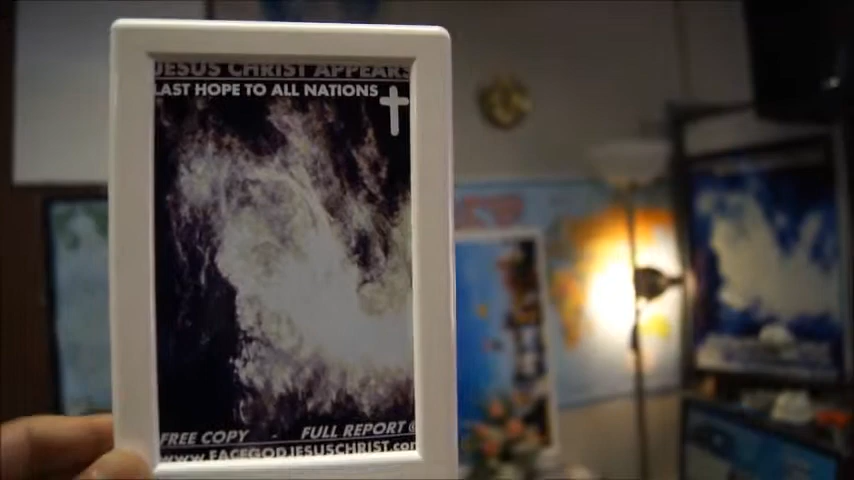 JESUS CHRIST APPEARS
LAST HOPE TO ALL NATIONS
FREE COPY - FULL REPORT @
www.FACEGODJESUSCHRIST.com